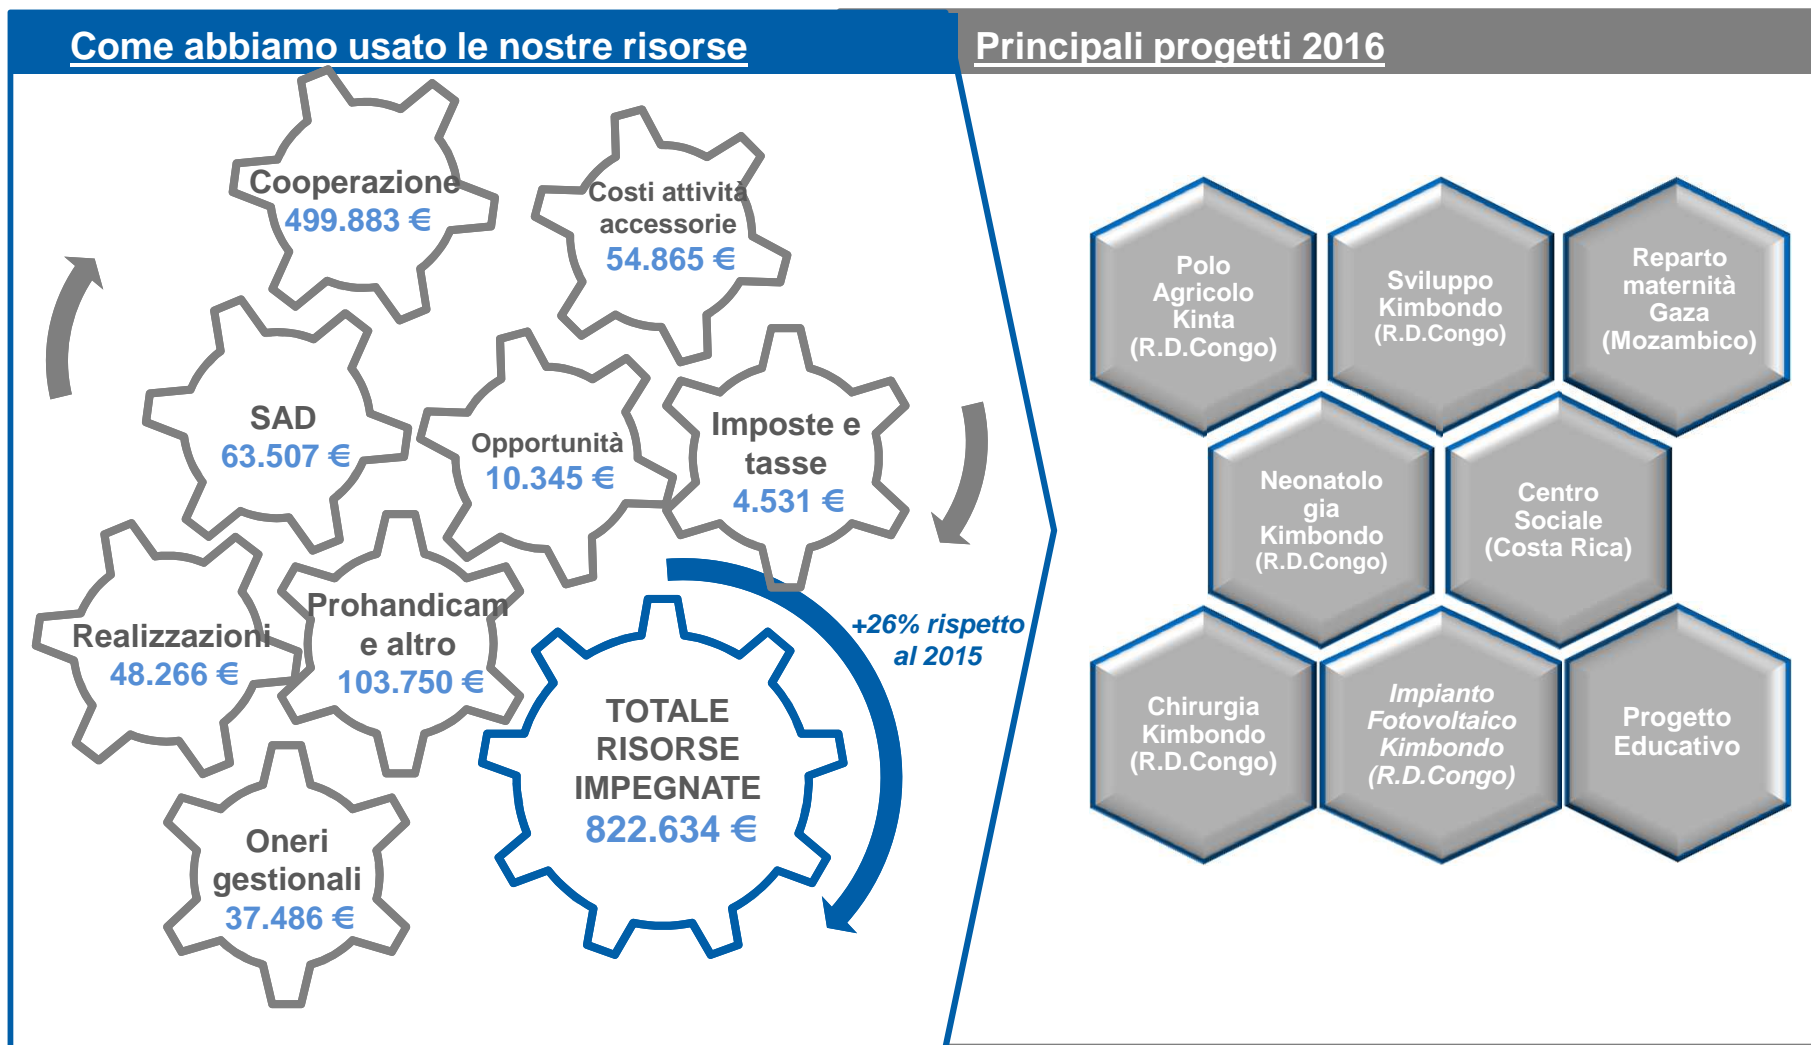 Come abbiamo usato le nostre risorse
Principali progetti 2016
Cooperazione
499.883 €
Costi attività
accessorie
54.865 €
SAD
63.507 €
Opportunità
10.345 €
Imposte e
tasse
4.531 €
Realizzazioni
48.266 €
Prohandicam
e altro
103.750 €
+26% rispetto
al 2015
TOTALE
RISORSE
IMPEGNATE
822.634 €
Oneri
gestionali
37.486 €
Polo
Agricolo
Kinta
(R.D.Congo)
Sviluppo
Kimbondo
(R.D.Congo)
Reparto
maternità
Gaza
(Mozambico)
Neonatolo
gia
Kimbondo
(R.D.Congo)
Centro
Sociale
(Costa Rica)
Chirurgia
Kimbondo
(R.D.Congo)
Impianto
Fotovoltaico
Kimbondo
(R.D.Congo)
Progetto
Educativo